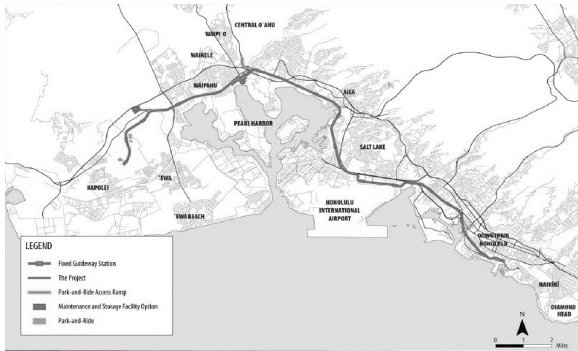 CENTRAL O`AHU
WAIPI`O
WAIKELE
WAIPAHU
AIEA
PEARL HARBOR
SALT LAKE
KAPOLEI
EWA
EWA BEACH
HONOLULU
INTERNATIONAL
AIRPORT
DOWNTOWN
HONOLULU
WAIKĪKĪ
DIAMOND
HEAD
LEGEND
Fixed Guideway Station
The Project
Park-and-Ride Access Ramp
Maintenance and Storage Facility Option
Park-and-Ride
N
0 1 2
Miles